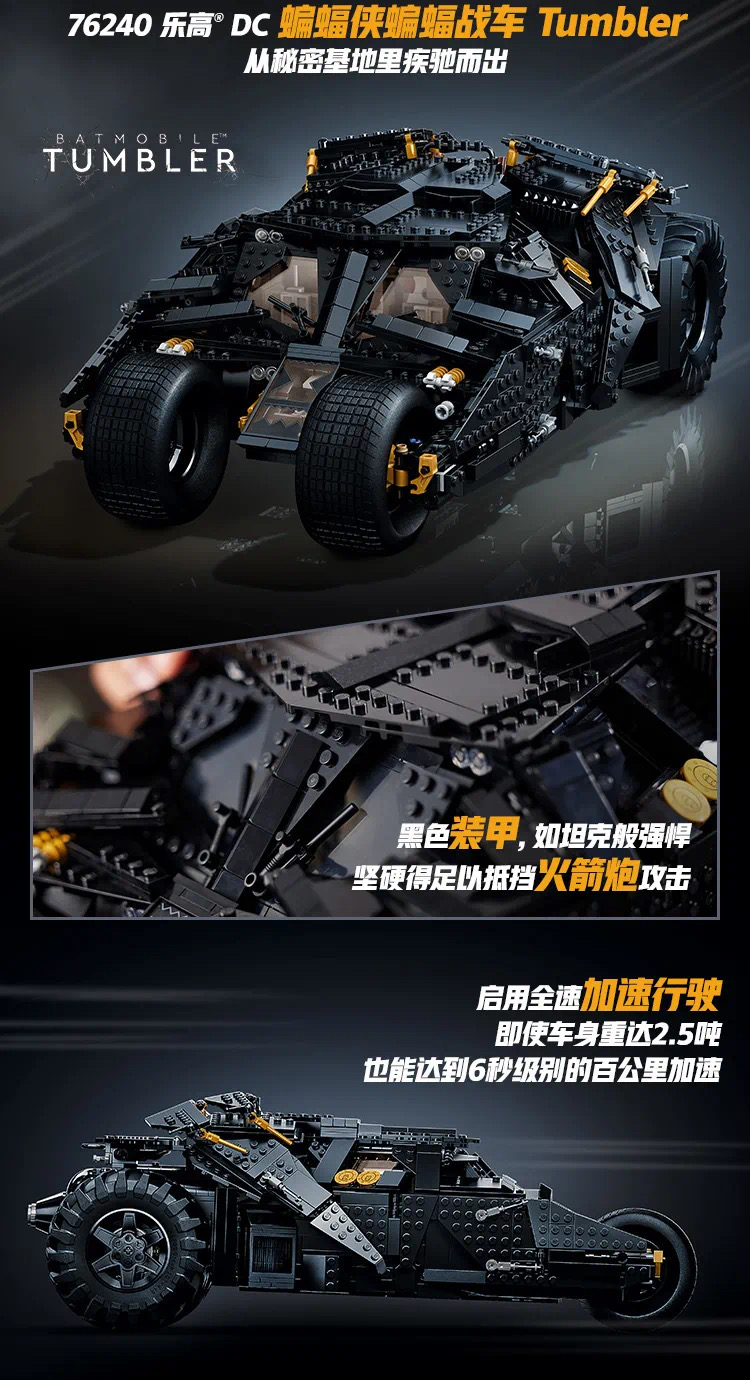 76240 乐高® DC 蝙蝠侠蝙蝠战车 Tumbler
从秘密基地里疾驰而出
BATMOBILE™
TUMBLER
黑色装甲, 如坦克般强悍
坚硬得足以抵挡火箭炮攻击
启用全速加速行驶
即使车身重达2.5吨
也能达到6秒级别的百公里加速